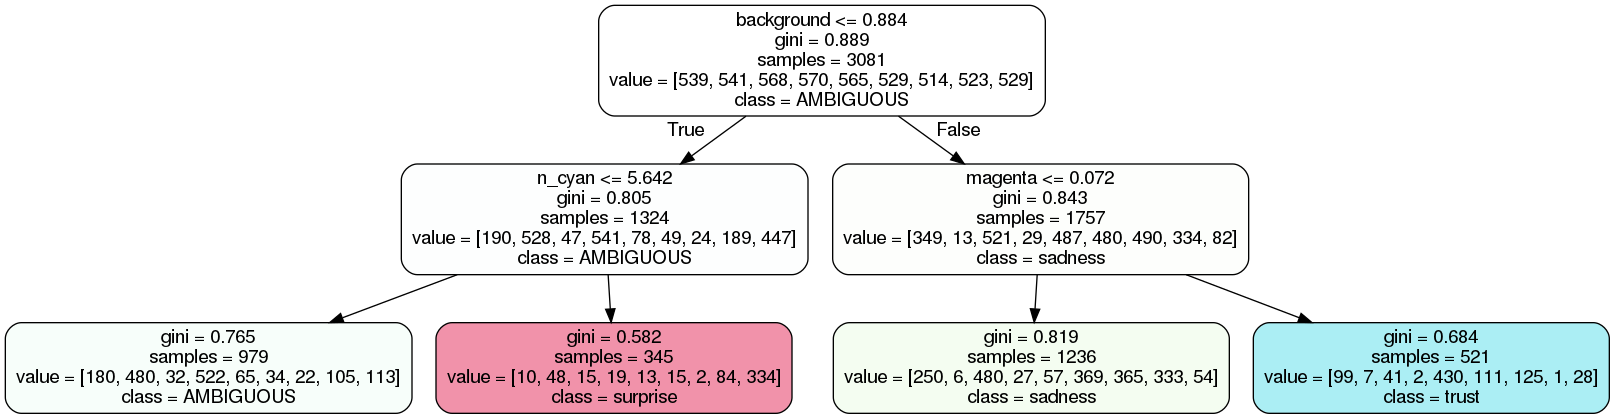 background <= 0.884
gini = 0.889
samples = 3081
value = [539, 541, 568, 570, 565, 529, 514, 523, 529]
class = AMBIGUOUS
True
False
n_cyan <= 5.642
gini = 0.805
samples = 1324
value = [190, 528, 47, 541, 78, 49, 24, 189, 447]
class = AMBIGUOUS
magenta <= 0.072
gini = 0.843
samples = 1757
value = [349, 13, 521, 29, 487, 480, 490, 334, 82]
class = sadness
gini = 0.765
samples = 979
value = [180, 480, 32, 522, 65, 34, 22, 105, 113]
class = AMBIGUOUS
gini = 0.582
samples = 345
value = [10, 48, 15, 19, 13, 15, 2, 84, 334]
class = surprise
gini = 0.819
samples = 1236
value = [250, 6, 480, 27, 57, 369, 365, 333, 54]
class = sadness
gini = 0.684
samples = 521
value = [99, 7, 41, 2, 430, 111, 125, 1, 28]
class = trust